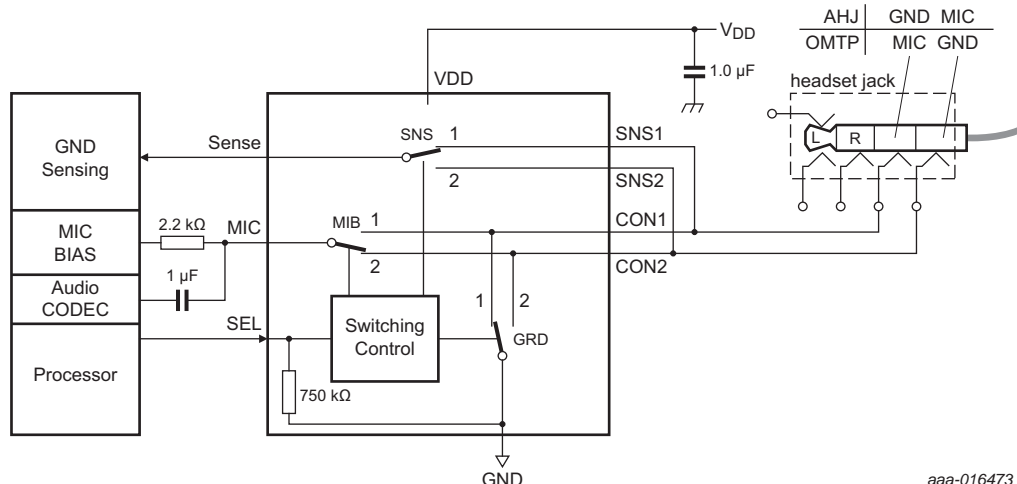 AHJ GND MIC
OMTP MIC GND
headset jack
L R
VDD
1.0 µF
VDD
GND
Sensing
Sense
SNS 1
2
SNS1
SNS2
MIC
BIAS
2.2 kΩ
MIC
MIB 1
2
CON1
CON2
Audio
CODEC
1 µF
1 2
GRD
SEL
Switching
Control
Processor
750 kΩ
GND
aaa-016473